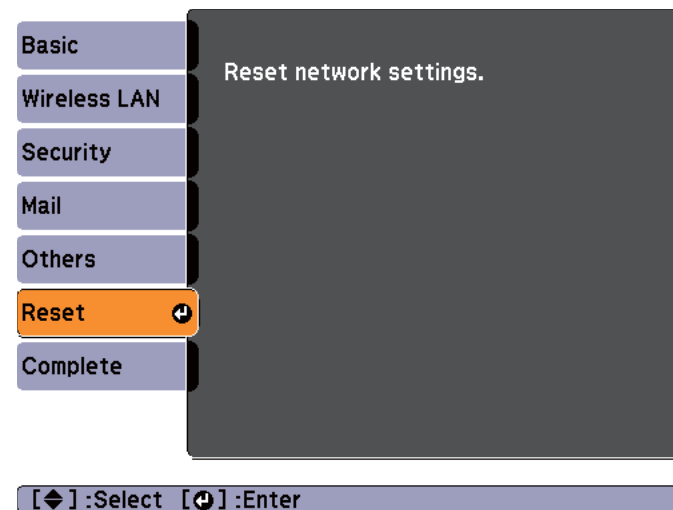 Basic
Reset network settings.
Wireless LAN
Security
Mail
Others
Reset
Complete
[◆] :Select [⏎] :Enter